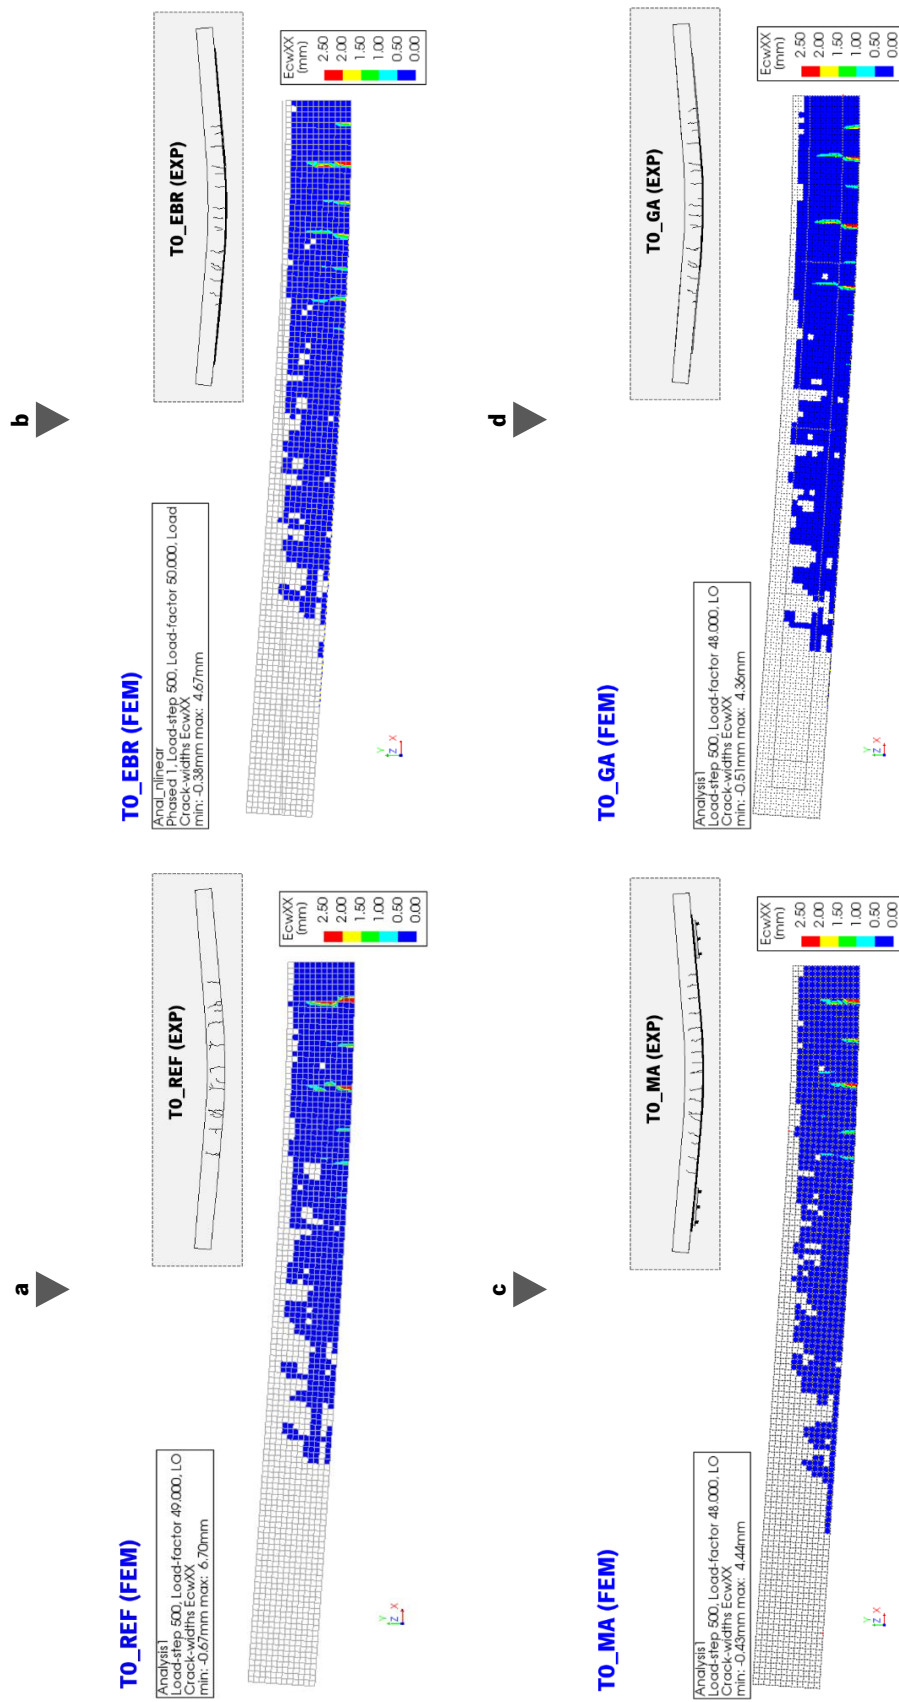 a
T0_REF (FEM)
Analysis1
Load-step 500, Load-factor 49.000, LO
Crack-widths EcwXX
min: -0.67mm max: 6.70mm
T0_REF (EXP)
EcwXX
(mm)
2.50
2.00
1.50
1.00
0.50
0.00
Y
Z X
b
T0_EBR (FEM)
Anal_nlinear
Phased 1, Load-step 500, Load-factor 50.000, Load
Crack-widths EcwXX
min: -0.38mm max: 4.67mm
T0_EBR (EXP)
EcwXX
(mm)
2.50
2.00
1.50
1.00
0.50
0.00
Y
Z X
c
T0_MA (FEM)
Analysis1
Load-step 500, Load-factor 48.000, LO
Crack-widths EcwXX
min: -0.43mm max: 4.44mm
T0_MA (EXP)
EcwXX
(mm)
2.50
2.00
1.50
1.00
0.50
0.00
Y
Z X
d
T0_GA (FEM)
Analysis1
Load-step 500, Load-factor 48.000, LO
Crack-widths EcwXX
min: -0.51mm max: 4.36mm
T0_GA (EXP)
EcwXX
(mm)
2.50
2.00
1.50
1.00
0.50
0.00
Y
Z X